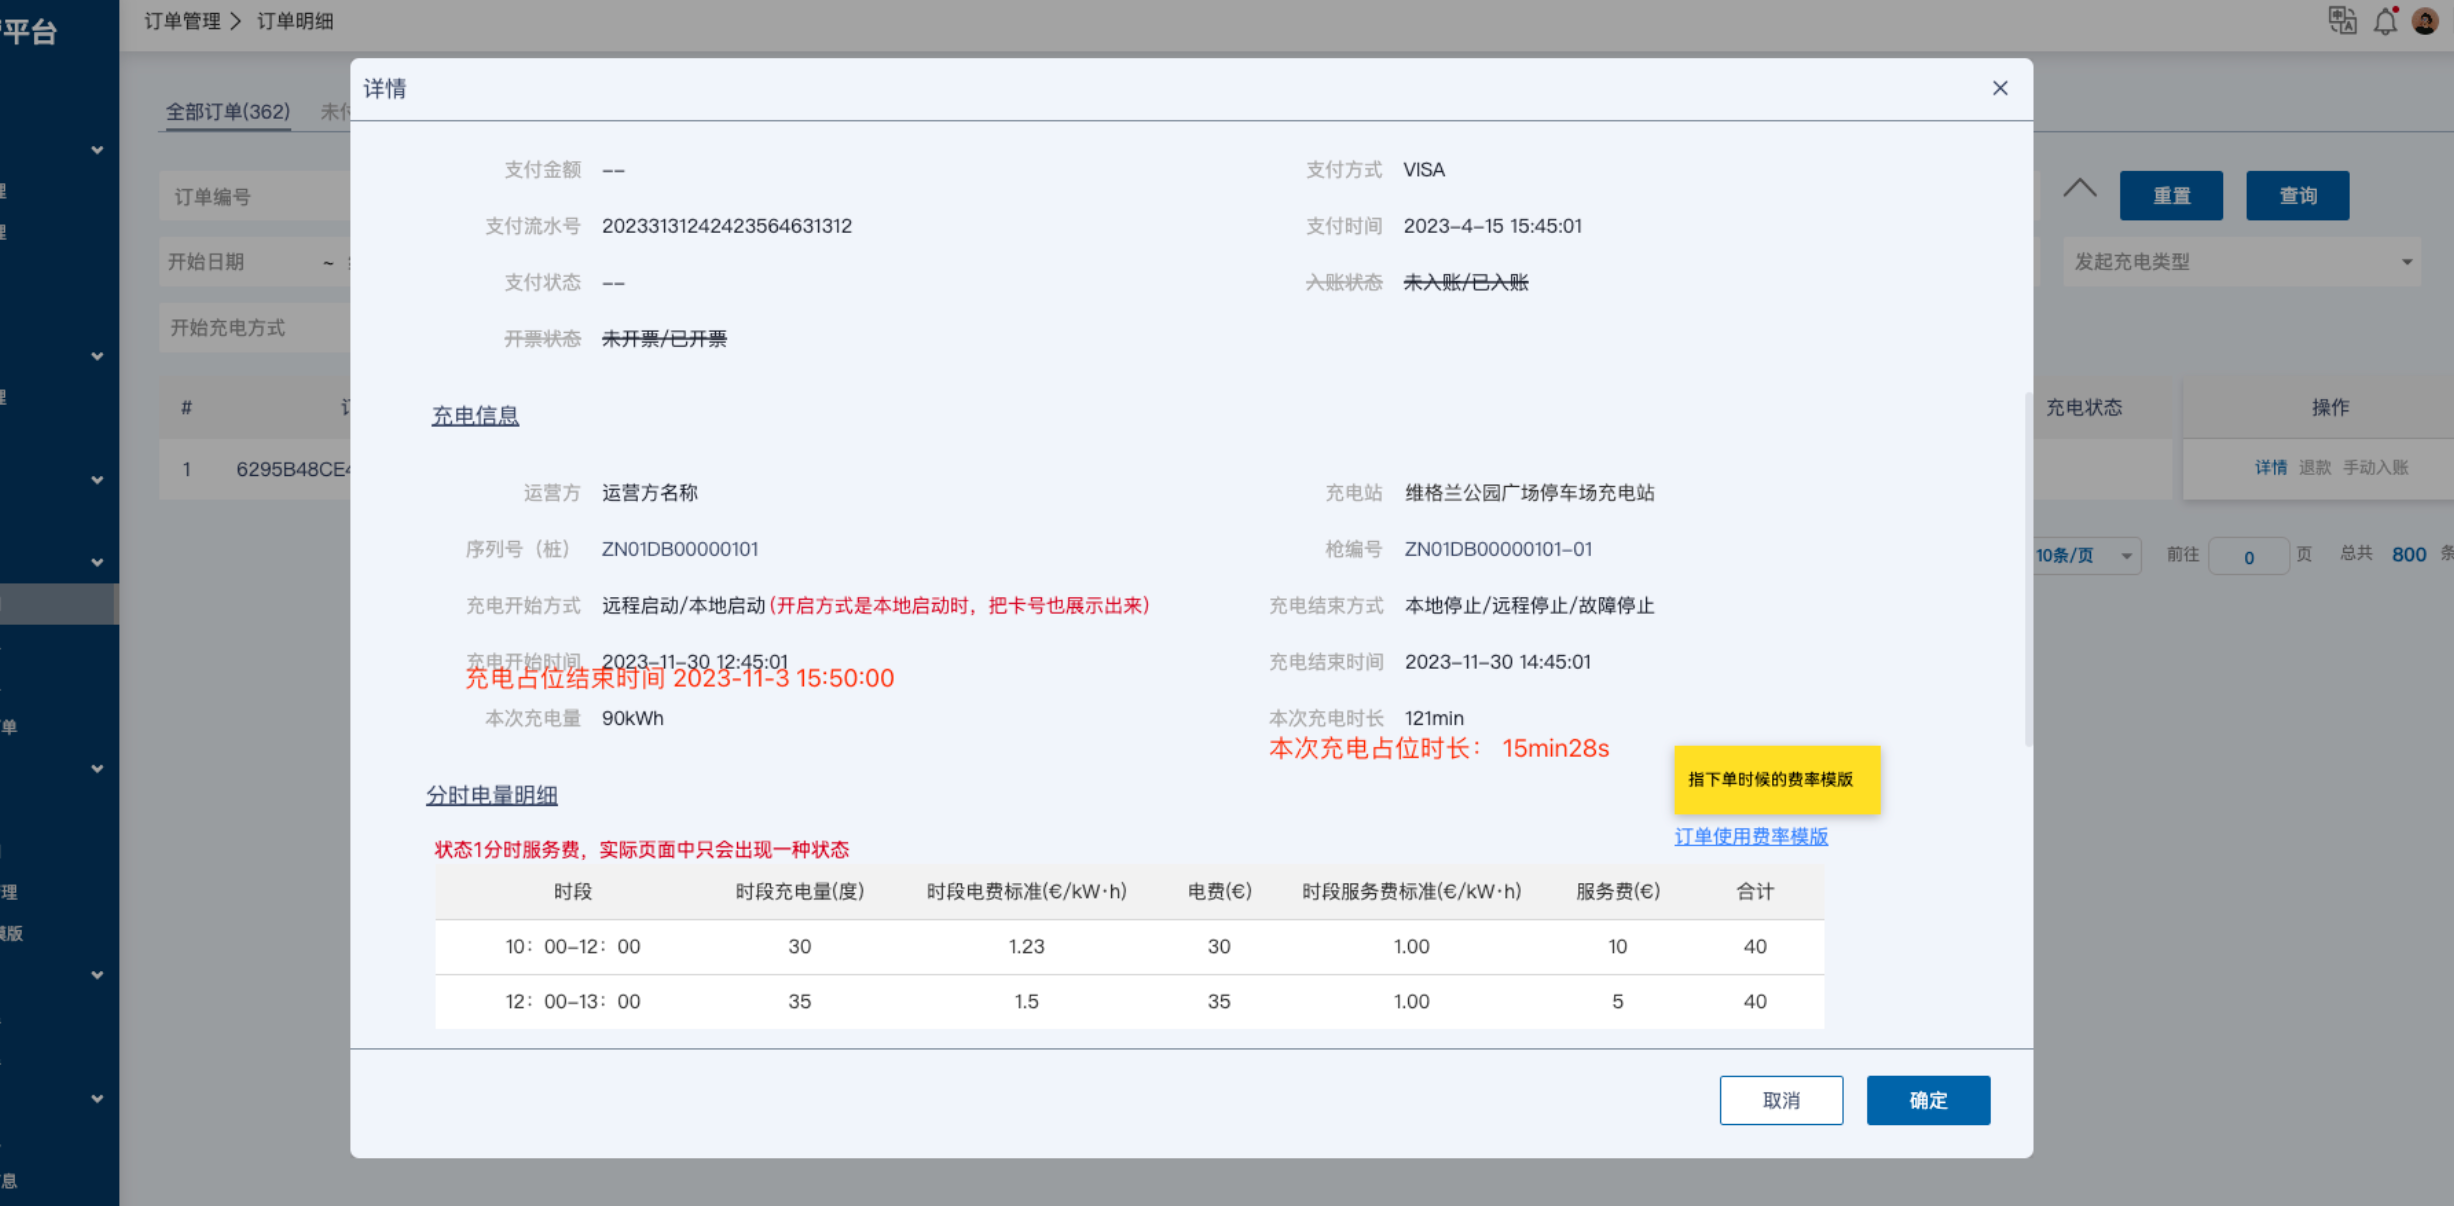 平台
订单管理 > 订单明细
详情
全部订单(362) 未付
理
订单编号
重置 查询
理
开始日期 ~
发起充电类型
开始充电方式
理
# 订 充电状态 操作
1 6295B48CE4 详情 退款 手动入账
10条/页 前往 0 页 总共 800 条
单
理
模版
息
支付金额 --
支付方式 VISA
支付流水号 20233131242423564631312
支付时间 2023-4-15 15:45:01
支付状态 --
入账状态 未入账/已入账
开票状态 未开票/已开票
充电信息
运营方 运营方名称
充电站 维格兰公园广场停车场充电站
序列号（桩） ZN01DB00000101
枪编号 ZN01DB00000101-01
充电开始方式 远程启动/本地启动(开启方式是本地启动时，把卡号也展示出来)
充电结束方式 本地停止/远程停止/故障停止
充电开始时间 2023-11-30 12:45:01
充电结束时间 2023-11-30 14:45:01
充电占位结束时间 2023-11-3 15:50:00
本次充电量 90kWh
本次充电时长 121min
本次充电占位时长： 15min28s
指下单时候的费率模版
分时电量明细
订单使用费率模版
状态1分时服务费，实际页面中只会出现一种状态
时段 时段充电量(度) 时段电费标准(€/kW·h) 电费(€) 时段服务费标准(€/kW·h) 服务费(€) 合计
10：00-12：00 30 1.23 30 1.00 10 40
12：00-13：00 35 1.5 35 1.00 5 40
取消 确定